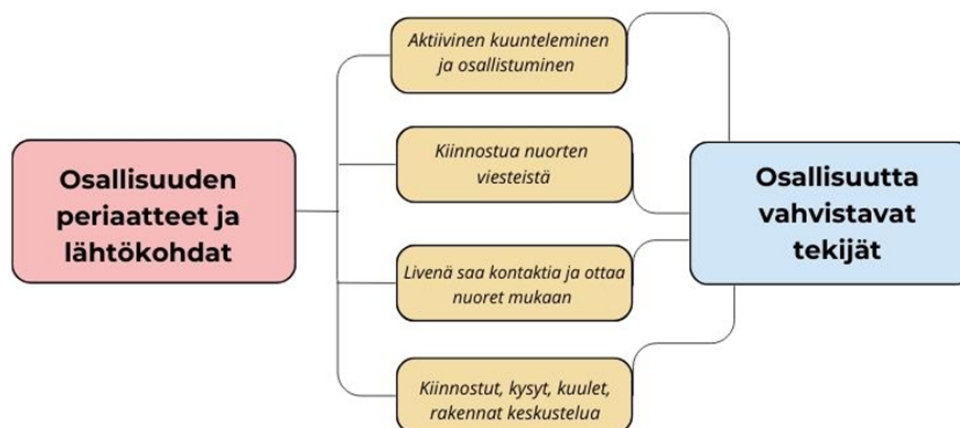 Osallisuuden
periaatteet ja
lähtökohdat
Aktiivinen kuunteleminen
ja osallistuminen
Kiinnostua nuorten
viesteistä
Livenä saa kontaktia ja ottaa
nuoret mukaan
Kiinnostut, kysyt, kuulet,
rakennat keskustelua
Osallisuutta
vahvistavat
tekijät